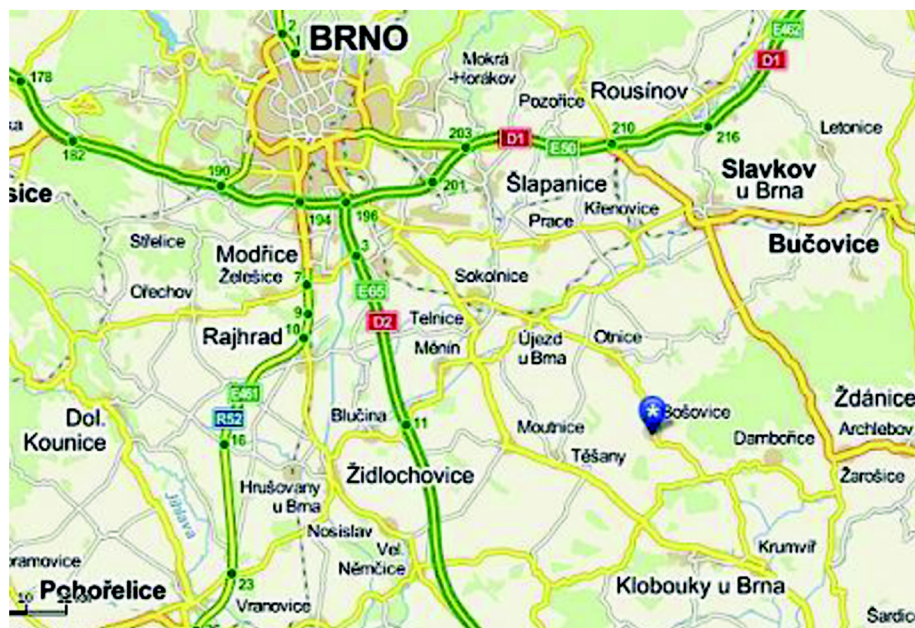 2
1
BRNO
E462
D1
Mokrá
-Horákov
178
Pozořice
Rousínov
203
D1
E50
210
216
Letonice
182
190
201
Slavkov
u Brna
Šlapanice
sice
194
196
Křenovice
Prace
Střelice
Modřice
3
Bučovice
Želešice
7
Sokolnice
Ořechov
E65
9
10
D2
Telnice
Rajhrad
Měnín
Újezd
u Brna
Otnice
E461
R52
Dol.
Kounice
Blučina
11
Bošovice
Ždánice
16
Moutnice
Dambořice
Archlebov
Těšany
Židlochovice
Žarošice
Hrušovany
u Brna
Jihlava
Nosislav
Vel.
Němčice
Krumvíř
23
Klobouky u Brna
Pohořelice
Vranovice
10